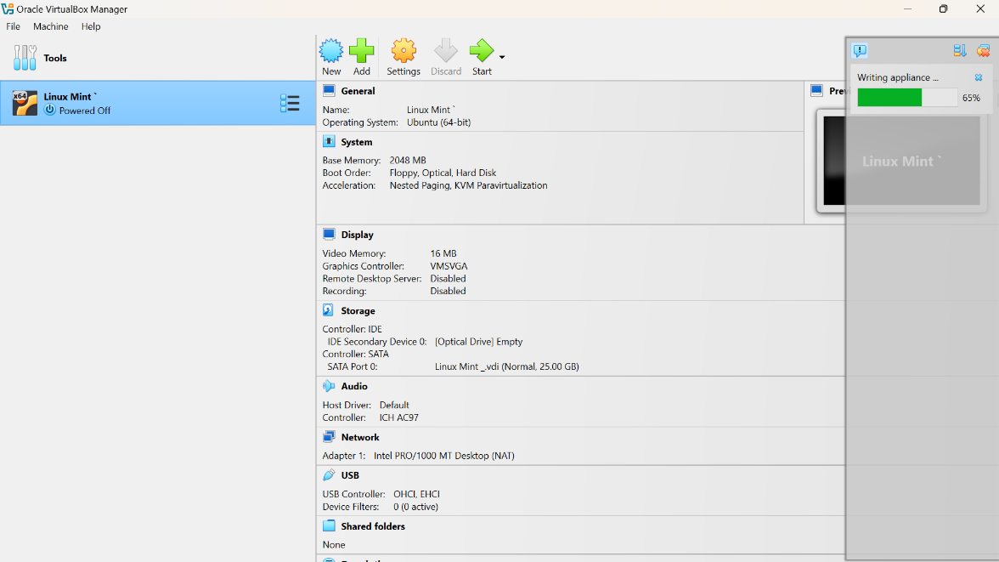 Oracle VirtualBox Manager
File Machine Help
Tools
New Add Settings Discard Start
x64
Linux Mint `
Powered Off
General
Name: Linux Mint `
Operating System: Ubuntu (64-bit)
System
Base Memory: 2048 MB
Boot Order: Floppy, Optical, Hard Disk
Acceleration: Nested Paging, KVM Paravirtualization
Display
Video Memory: 16 MB
Graphics Controller: VMSVGA
Remote Desktop Server: Disabled
Recording: Disabled
Storage
Controller: IDE
IDE Secondary Device 0: [Optical Drive] Empty
Controller: SATA
SATA Port 0: Linux Mint _.vdi (Normal, 25.00 GB)
Audio
Host Driver: Default
Controller: ICH AC97
Network
Adapter 1: Intel PRO/1000 MT Desktop (NAT)
USB
USB Controller: OHCI, EHCI
Device Filters: 0 (0 active)
Shared folders
None
Prev
Linux Mint `
Writing appliance ...
65%